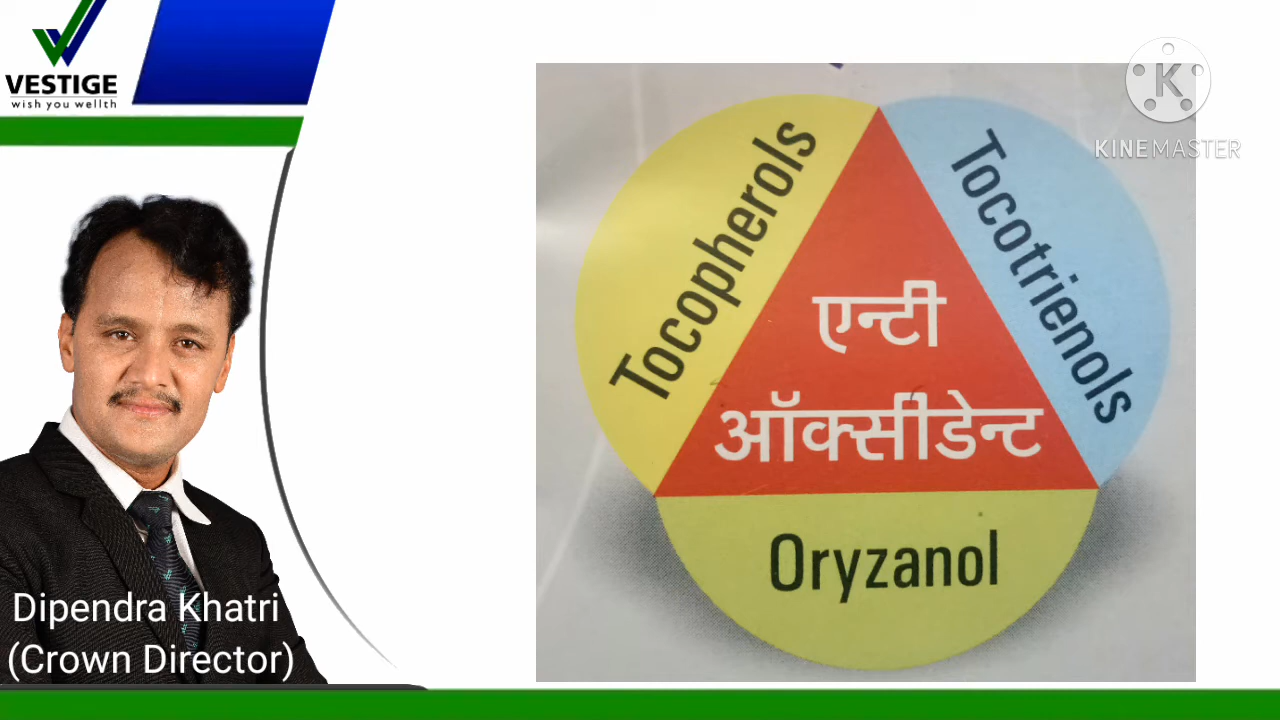 VESTIGE
wish you wellth
Dipendra Khatri
(Crown Director)
Tocopherols
Tocotrienols
एन्टी
ऑक्सीडेन्ट
Oryzanol
K
KINEMASTER